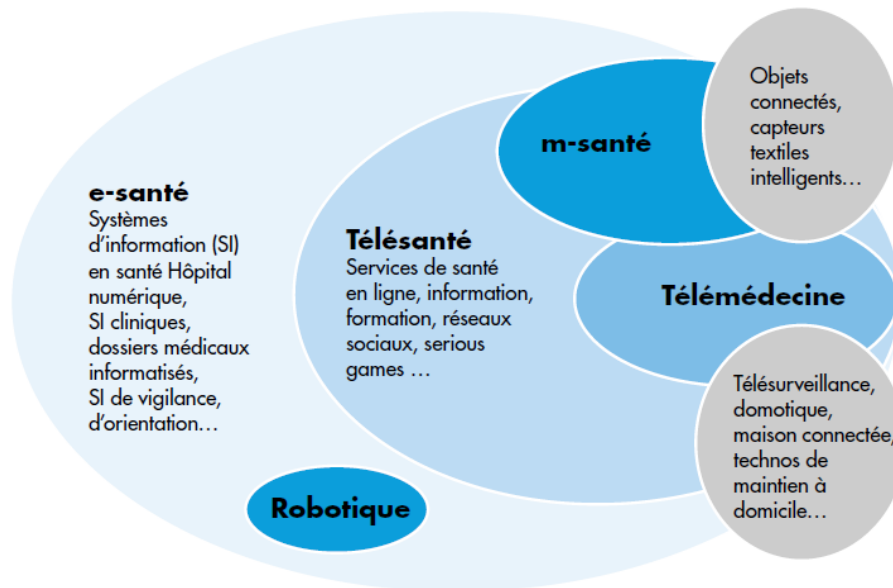 e-santé
Systèmes
d’information (SI)
en santé Hôpital
numérique,
SI cliniques,
dossiers médicaux
informatisés,
SI de vigilance,
d’orientation…
Télésanté
Services de santé
en ligne, information,
formation, réseaux
sociaux, serious
games …
m-santé
Objets
connectés,
capteurs
textiles
intelligents…
Télémédecine
Télésurveillance,
domotique,
maison connectée,
technos de
maintien à
domicile…
Robotique